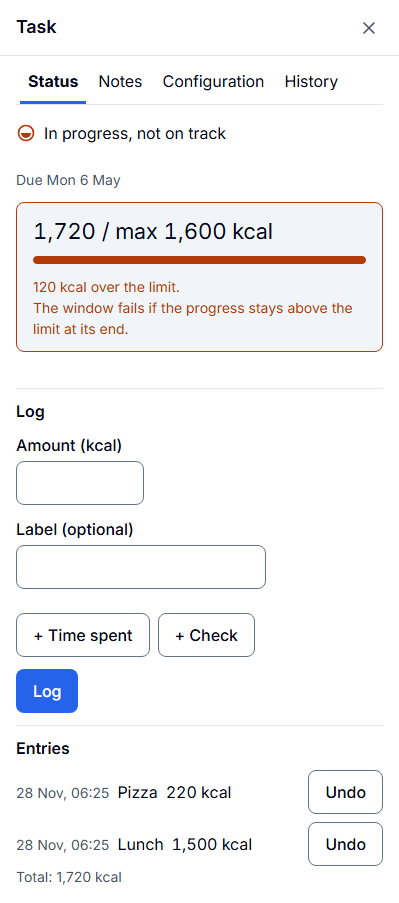 Task
Status Notes Configuration History
In progress, not on track
Due Mon 6 May
1,720 / max 1,600 kcal
120 kcal over the limit.
The window fails if the progress stays above the
limit at its end.
Log
Amount (kcal)
Label (optional)
+ Time spent + Check
Log
Entries
28 Nov, 06:25 Pizza 220 kcal Undo
28 Nov, 06:25 Lunch 1,500 kcal Undo
Total: 1,720 kcal